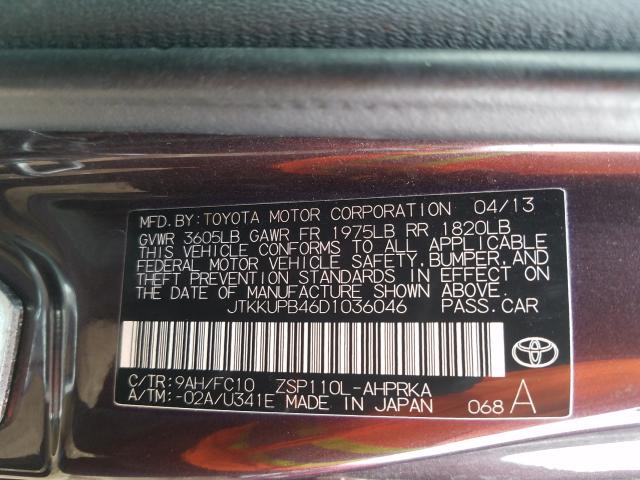 MFD.BY:TOYOTA MOTOR CORPORATION 04/13
GVWR 3605LB GAWR FR 1975LB RR 1820LB
THIS VEHICLE CONFORMS TO ALL APPLICABLE
FEDERAL MOTOR VEHICLE SAFETY,BUMPER,AND
THEFT PREVENTION STANDARDS IN EFFECT ON
THE DATE OF MANUFACTURE SHOWN ABOVE.
JTKKUPB46D1036046 PASS.CAR
C/TR:9AH/FC10 ZSP110L-AHPRKA
A/TM:-02A/U341E MADE IN JAPAN 068 A